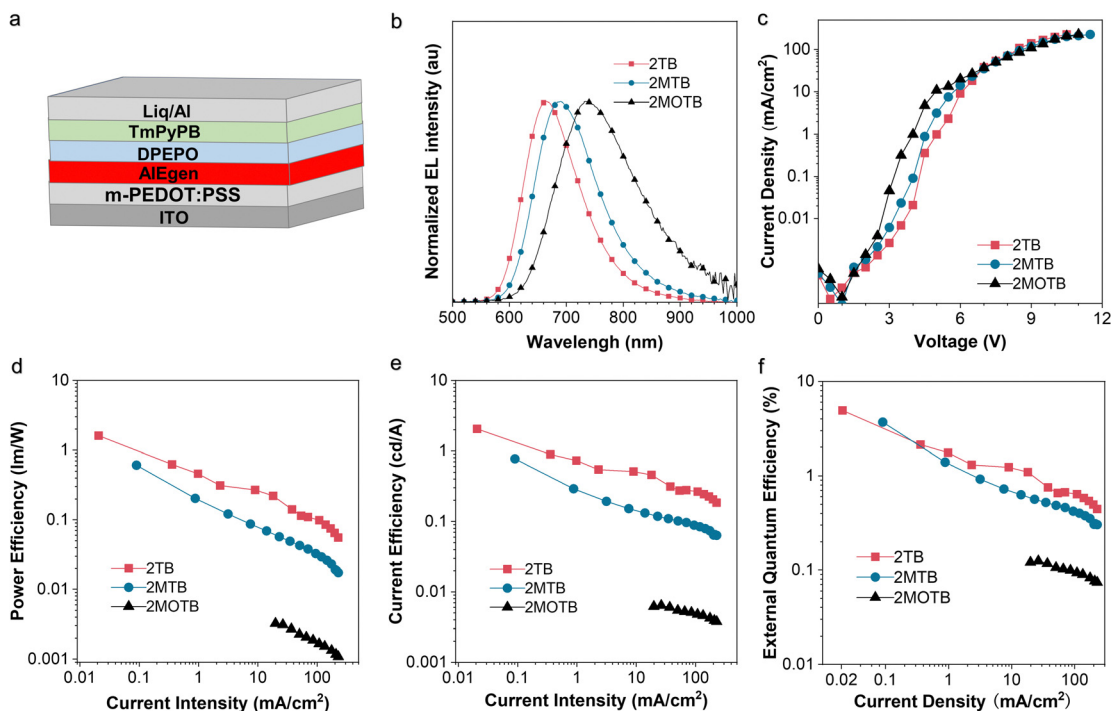 a
Liq/Al
TmPyPB
DPEPO
AIEgen
m-PEDOT:PSS
ITO
b
Normalized EL intensity (au)
2TB
2MTB
2MOTB
500 600 700 800 900 1000
Wavelengh (nm)
c
Current Density (mA/cm²)
100
10
1
0.1
0.01
2TB
2MTB
2MOTB
0 3 6 9 12
Voltage (V)
d
Power Efficiency (lm/W)
10
1
0.1
0.01
0.001
2TB
2MTB
2MOTB
0.01 0.1 1 10 100
Current Intensity (mA/cm²)
e
Current Efficiency (cd/A)
10
1
0.1
0.01
0.001
2TB
2MTB
2MOTB
0.01 0.1 1 10 100
Current Intensity (mA/cm²)
f
External Quantum Efficiency (%)
10
1
0.1
0.01
2TB
2MTB
2MOTB
0.02 0.1 1 10 100
Current Density（mA/cm²）